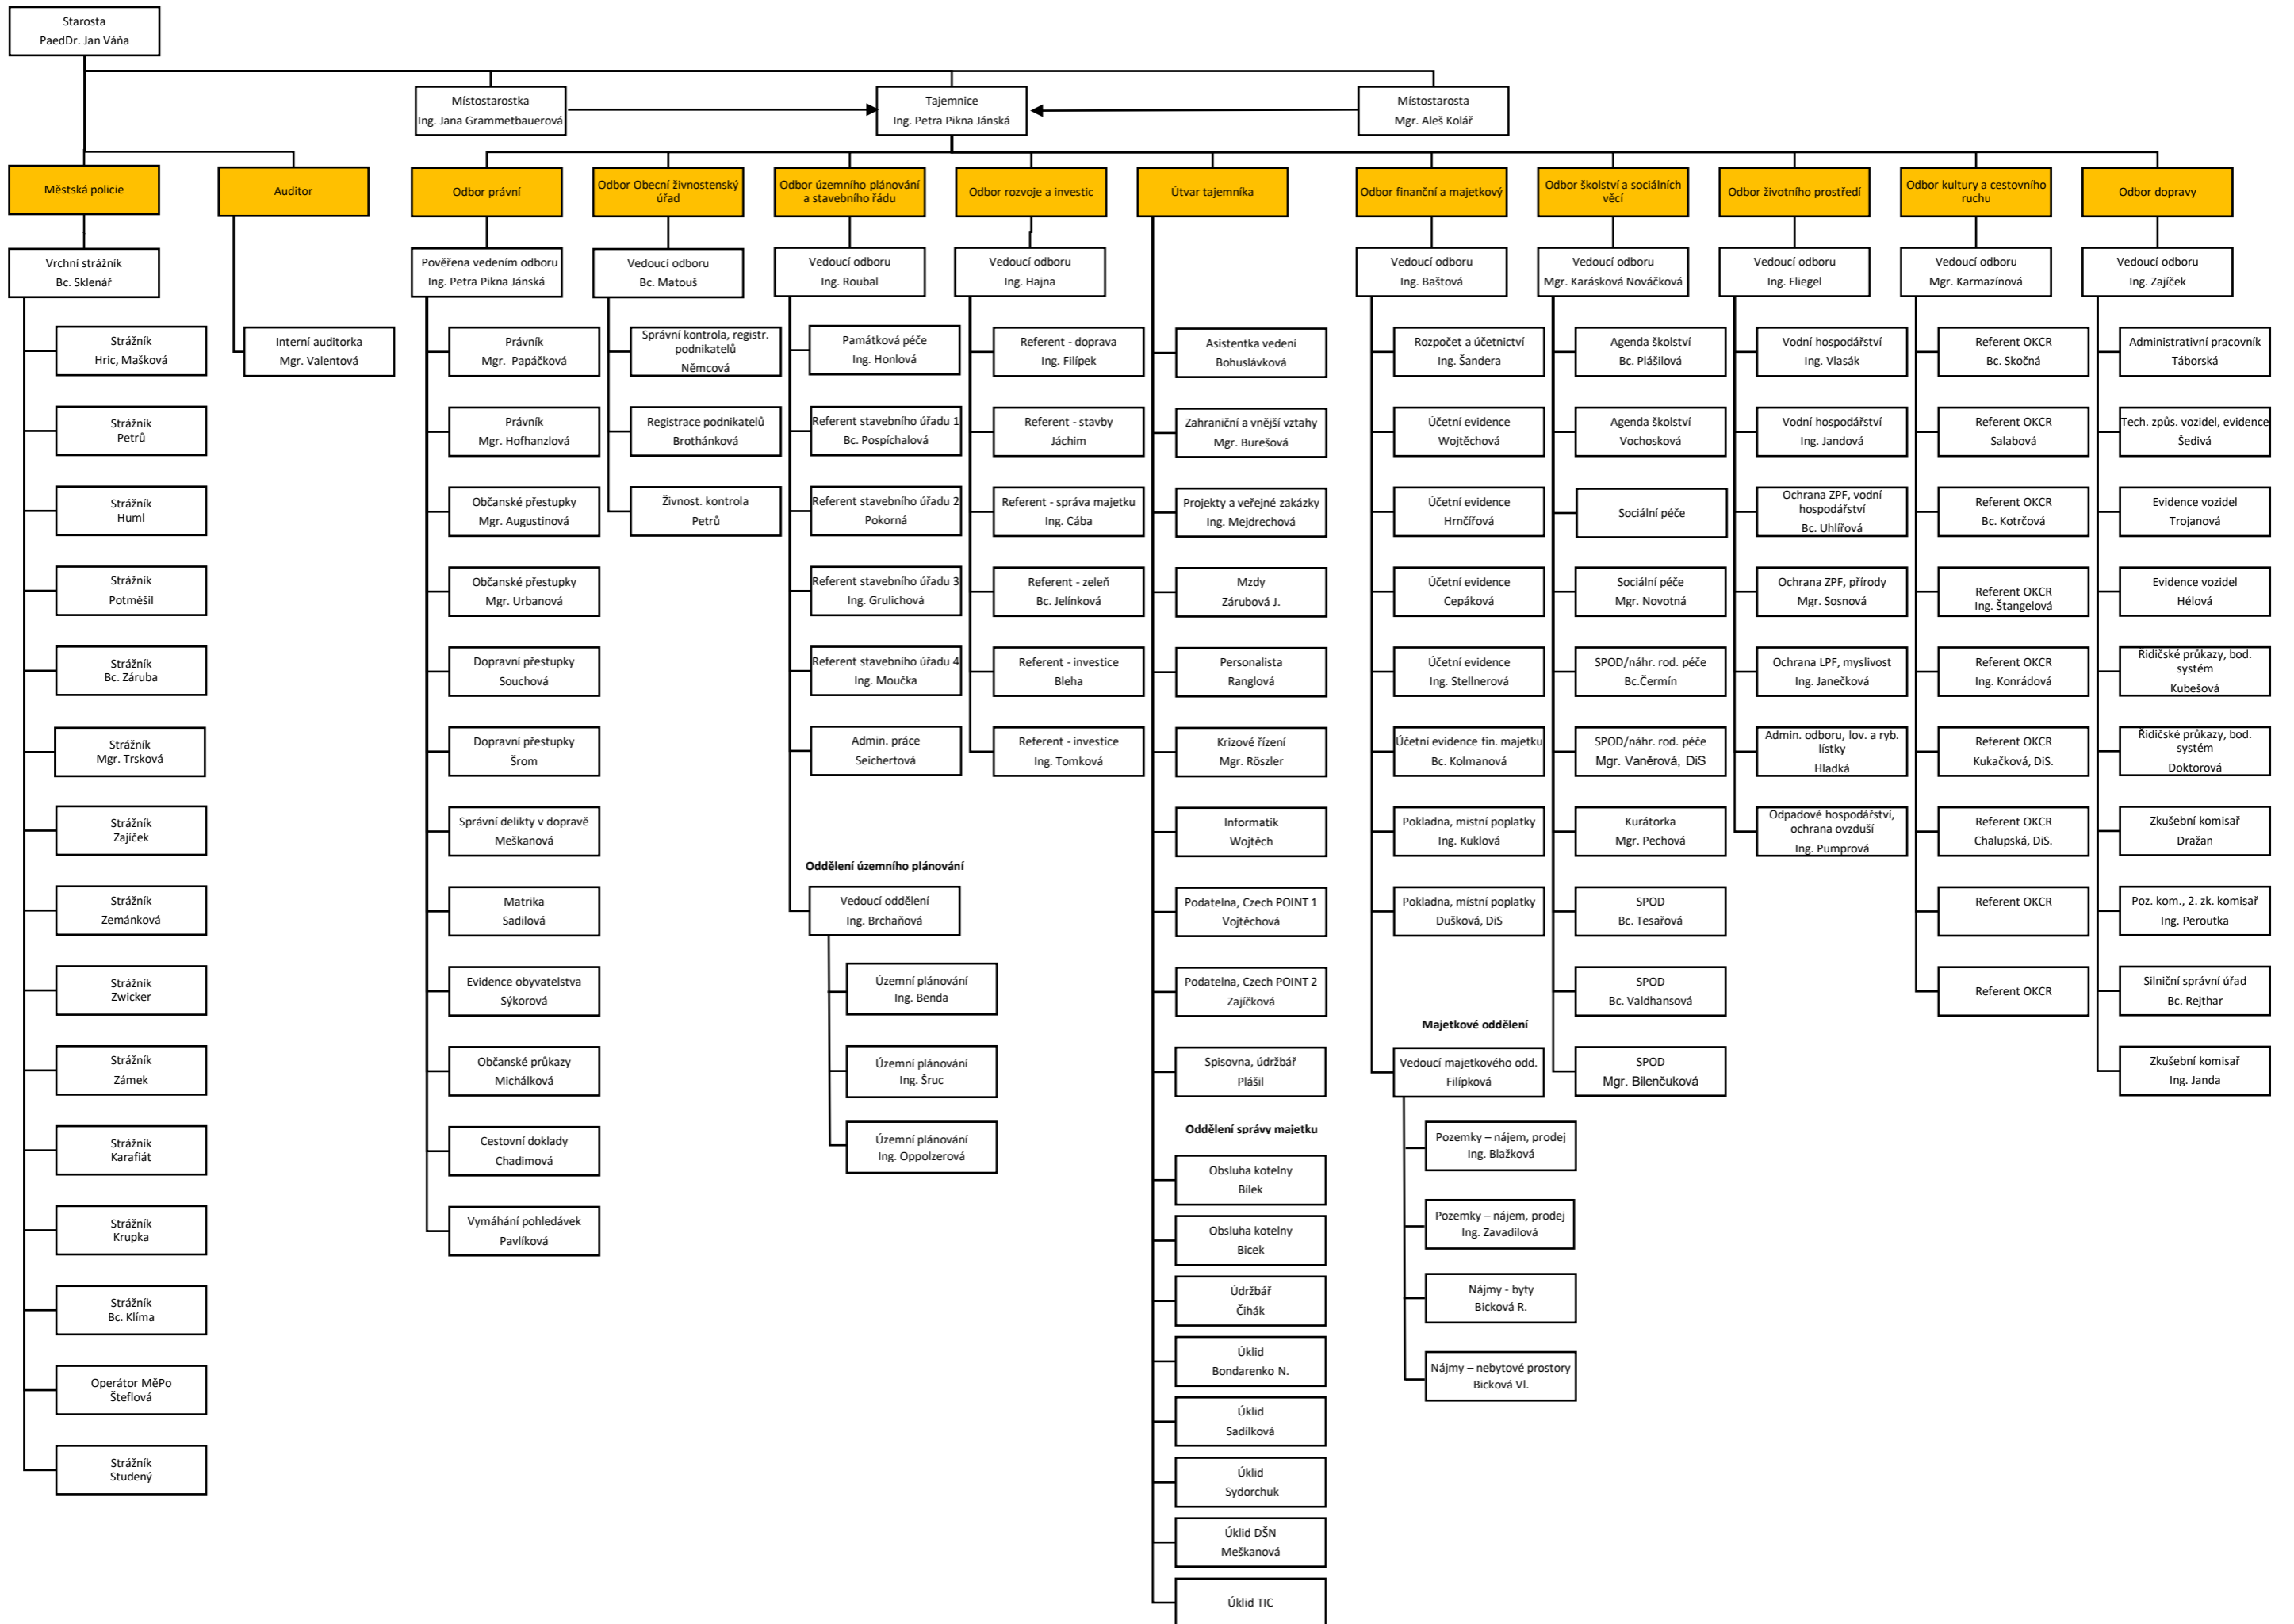 Starosta
PaedDr. Jan Váňa
Místostarostka
Ing. Jana Grammetbauerová
Tajemnice
Ing. Petra Pikna Jánská
Místostarosta
Mgr. Aleš Kolář
Městská policie
Vrchní strážník
Bc. Sklenář
Strážník
Hric, Mašková
Strážník
Petrů
Strážník
Huml
Strážník
Potměšil
Strážník
Bc. Záruba
Strážník
Mgr. Trsková
Strážník
Zajíček
Strážník
Zemánková
Strážník
Zwicker
Strážník
Zámek
Strážník
Karafiát
Strážník
Krupka
Strážník
Bc. Klíma
Operátor MěPo
Šteflová
Strážník
Studený
Auditor
Interní auditorka
Mgr. Valentová
Odbor právní
Pověřena vedením odboru
Ing. Petra Pikna Jánská
Právník
Mgr. Papáčková
Právník
Mgr. Hofhanzlová
Občanské přestupky
Mgr. Augustinová
Občanské přestupky
Mgr. Urbanová
Dopravní přestupky
Souchová
Dopravní přestupky
Šrom
Správní delikty v dopravě
Meškanová
Matrika
Sadilová
Evidence obyvatelstva
Sýkorová
Občanské průkazy
Michálková
Cestovní doklady
Chadimová
Vymáhání pohledávek
Pavlíková
Odbor Obecní živnostenský
úřad
Vedoucí odboru
Bc. Matouš
Správní kontrola, registr.
podnikatelů
Němcová
Registrace podnikatelů
Brothánková
Živnost. kontrola
Petrů
Odbor územního plánování
a stavebního řádu
Vedoucí odboru
Ing. Roubal
Památková péče
Ing. Honlová
Referent stavebního úřadu 1
Bc. Pospíchalová
Referent stavebního úřadu 2
Pokorná
Referent stavebního úřadu 3
Ing. Grulichová
Referent stavebního úřadu 4
Ing. Moučka
Admin. práce
Seichertová
Oddělení územního plánování
Vedoucí oddělení
Ing. Brchaňová
Územní plánování
Ing. Benda
Územní plánování
Ing. Šruc
Územní plánování
Ing. Oppolzerová
Odbor rozvoje a investic
Vedoucí odboru
Ing. Hajna
Referent - doprava
Ing. Filípek
Referent - stavby
Jáchim
Referent - správa majetku
Ing. Cába
Referent - zeleň
Bc. Jelínková
Referent - investice
Bleha
Referent - investice
Ing. Tomková
Útvar tajemníka
Asistentka vedení
Bohuslávková
Zahraniční a vnější vztahy
Mgr. Burešová
Projekty a veřejné zakázky
Ing. Mejdrechová
Mzdy
Zárubová J.
Personalista
Ranglová
Krizové řízení
Mgr. Röszler
Informatik
Wojtěch
Podatelna, Czech POINT 1
Vojtěchová
Podatelna, Czech POINT 2
Zajíčková
Spisovna, údržbář
Plášil
Oddělení správy majetku
Obsluha kotelny
Bílek
Obsluha kotelny
Bicek
Údržbář
Čihák
Úklid
Bondarenko N.
Úklid
Sadílková
Úklid
Sydorchuk
Úklid DŠN
Meškanová
Úklid TIC
Odbor finanční a majetkový
Vedoucí odboru
Ing. Baštová
Rozpočet a účetnictví
Ing. Šandera
Účetní evidence
Wojtěchová
Účetní evidence
Hrnčířová
Účetní evidence
Cepáková
Účetní evidence
Ing. Stellnerová
Účetní evidence fin. majetku
Bc. Kolmanová
Pokladna, mistní poplatky
Ing. Kuklová
Pokladna, místní poplatky
Dušková, DiS
Majetkové oddělení
Vedoucí majetkového odd.
Filípková
Pozemky – nájem, prodej
Ing. Blažková
Pozemky – nájem, prodej
Ing. Zavadilová
Nájmy - byty
Bicková R.
Nájmy – nebytové prostory
Bicková Vl.
Odbor školství a sociálních
věcí
Vedoucí odboru
Mgr. Karásková Nováčková
Agenda školství
Bc. Plášilová
Agenda školství
Vochosková
Sociální péče
Sociální péče
Mgr. Novotná
SPOD/náhr. rod. péče
Bc.Čermín
SPOD/náhr. rod. péče
Mgr. Vaněrová, DiS
Kurátorka
Mgr. Pechová
SPOD
Bc. Tesařová
SPOD
Bc. Valdhansová
SPOD
Mgr. Bilenčuková
Odbor životního prostředí
Vedoucí odboru
Ing. Fliegel
Vodní hospodářství
Ing. Vlasák
Vodní hospodářství
Ing. Jandová
Ochrana ZPF, vodní
hospodářství
Bc. Uhlířová
Ochrana ZPF, přírody
Mgr. Sosnová
Ochrana LPF, myslivost
Ing. Janečková
Admin. odboru, lov. a ryb.
lístky
Hladká
Odpadové hospodářství,
ochrana ovzduší
Ing. Pumprová
Odbor kultury a cestovního
ruchu
Vedoucí odboru
Mgr. Karmazínová
Referent OKCR
Bc. Skočná
Referent OKCR
Salabová
Referent OKCR
Bc. Kotrčová
Referent OKCR
Ing. Štangelová
Referent OKCR
Ing. Konrádová
Referent OKCR
Kukačková, DiS.
Referent OKCR
Chalupská, DiS.
Referent OKCR
Referent OKCR
Odbor dopravy
Vedoucí odboru
Ing. Zajíček
Administrativní pracovník
Táborská
Tech. způs. vozidel, evidence
Šedivá
Evidence vozidel
Trojanová
Evidence vozidel
Hélová
Řidičské průkazy, bod.
systém
Kubešová
Řidičské průkazy, bod.
systém
Doktorová
Zkušební komisař
Dražan
Poz. kom., 2. zk. komisař
Ing. Peroutka
Silniční správní úřad
Bc. Rejthar
Zkušební komisař
Ing. Janda